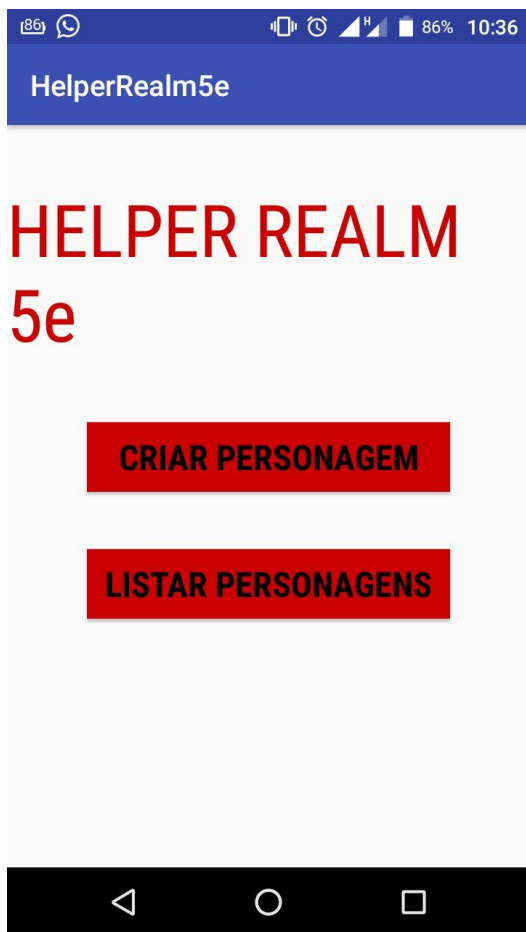 86 86% 10:36
HelperRealm5e
HELPER REALM
5e
CRIAR PERSONAGEM
LISTAR PERSONAGENS